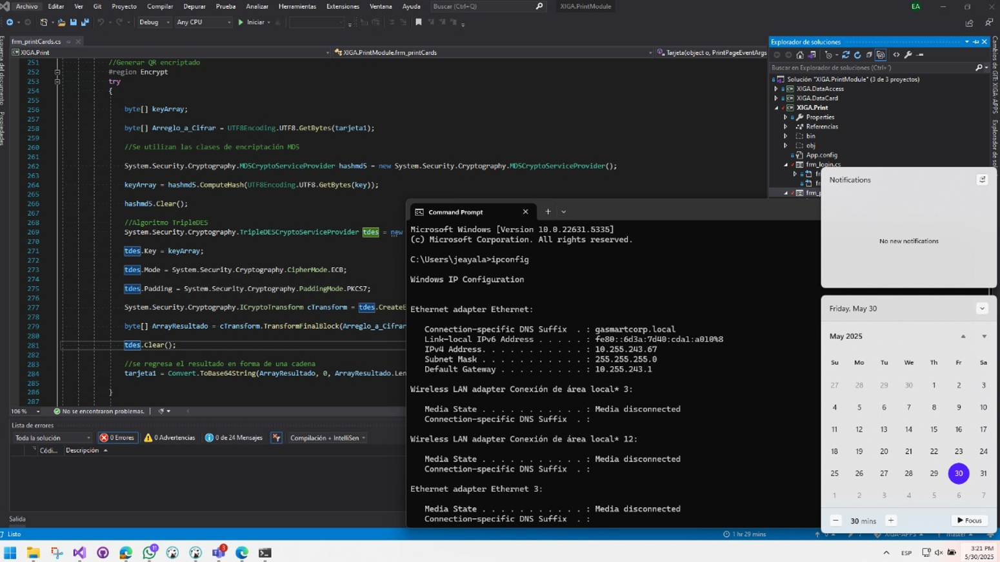 Archivo Editar Ver Git Proyecto Compilar Depurar Prueba Analizar Herramientas Extensiones Ventana Ayuda Buscar (Ctrl+Q) XIGA.PrintModule EA
Debug Any CPU Iniciar
frm_printCards.cs
XIGA.Print XIGA.PrintModule.frm_printCards Tarjeta(object o, PrintPageEventArgs
251 //Generar QR encriptado
252 #region Encrypt
253 try
254 {
255
256 byte[] keyArray;
257
258 byte[] Arreglo_a_Cifrar = UTF8Encoding.UTF8.GetBytes(tarjeta1);
259
260 //Se utilizan las clases de encriptación MD5
261
262 System.Security.Cryptography.MD5CryptoServiceProvider hashmd5 = new System.Security.Cryptography.MD5CryptoServiceProvider();
263
264 keyArray = hashmd5.ComputeHash(UTF8Encoding.UTF8.GetBytes(key));
265
266 hashmd5.Clear();
267
268 //Algoritmo TripleDES
269 System.Security.Cryptography.TripleDESCryptoServiceProvider tdes = new
270
271 tdes.Key = keyArray;
272
273 tdes.Mode = System.Security.Cryptography.CipherMode.ECB;
274
275 tdes.Padding = System.Security.Cryptography.PaddingMode.PKCS7;
276
277 System.Security.Cryptography.ICryptoTransform cTransform = tdes.CreateE
278
279 byte[] ArrayResultado = cTransform.TransformFinalBlock(Arreglo_a_Cifrar
280
281 tdes.Clear();
282
283 //se regresa el resultado en forma de una cadena
284 tarjeta1 = Convert.ToBase64String(ArrayResultado, 0, ArrayResultado.Len
285
286 }
287
106 % No se encontraron problemas.
Lista de errores
Toda la solución 0 Errores 0 Advertencias 0 de 24 Mensajes Compilación + IntelliSen
Códi... Descripción
Salida
Listo
1 hr 29 mins
Esquema del documento
Propiedades
Explorador de soluciones
Buscar en Explorador de soluciones (Ctrl+')
Solución "XIGA.PrintModule" (3 de 3 proyectos)
XIGA.DataAccess
XIGA.DataCard
XIGA.Print
Properties
Referencias
bin
obj
App.config
frm_login.cs
Cambios de GIT: XIGA-APPS
Command Prompt
Microsoft Windows [Version 10.0.22631.5335]
(c) Microsoft Corporation. All rights reserved.
C:\Users\jeayala>ipconfig
Windows IP Configuration
Ethernet adapter Ethernet:
Connection-specific DNS Suffix . : gasmartcorp.local
Link-local IPv6 Address . . . . . : fe80::6d3a:7d40:cda1:a010%8
IPv4 Address. . . . . . . . . . . : 10.255.243.67
Subnet Mask . . . . . . . . . . . : 255.255.255.0
Default Gateway . . . . . . . . . : 10.255.243.1
Wireless LAN adapter Conexión de área local* 3:
Media State . . . . . . . . . . . : Media disconnected
Connection-specific DNS Suffix . :
Wireless LAN adapter Conexión de área local* 12:
Media State . . . . . . . . . . . : Media disconnected
Connection-specific DNS Suffix . :
Ethernet adapter Ethernet 3:
Media State . . . . . . . . . . . : Media disconnected
Connection-specific DNS Suffix . :
Notifications
No new notifications
Friday, May 30
May 2025
Su Mo Tu We Th Fr Sa
27 28 29 30 1 2 3
4 5 6 7 8 9 10
11 12 13 14 15 16 17
18 19 20 21 22 23 24
25 26 27 28 29 30 31
1 2 3 4 5 6 7
30 mins Focus
11 3
ESP
3:21 PM
5/30/2025